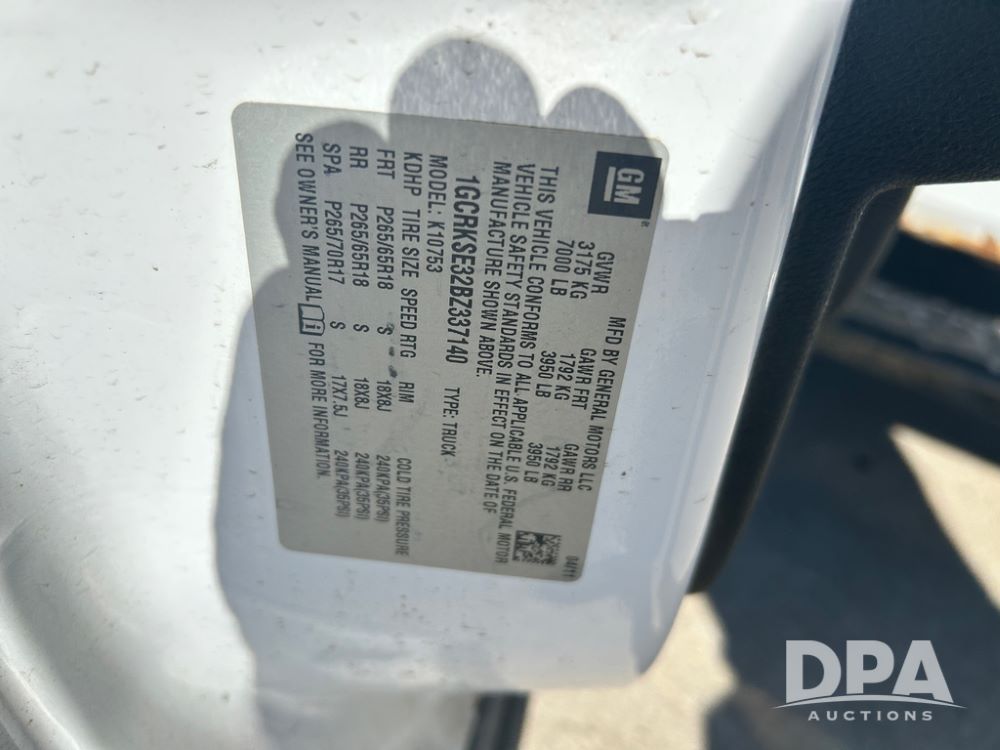 GM
MFD BY GENERAL MOTORS LLC
04/11
GVWR GAWR FRT GAWR RR
3175 KG 1792 KG 1792 KG
7000 LB 3950 LB 3950 LB
THIS VEHICLE CONFORMS TO ALL APPLICABLE U.S. FEDERAL MOTOR
VEHICLE SAFETY STANDARDS IN EFFECT ON THE DATE OF
MANUFACTURE SHOWN ABOVE.
1GCRKSE32BZ337140 TYPE: TRUCK
MODEL: K10753
KDHP TIRE SIZE SPEED RTG RIM COLD TIRE PRESSURE
FRT P265/65R18 S 18X8J 240KPA(35PSI)
RR P265/65R18 S 18X8J 240KPA(35PSI)
SPA P265/70R17 S 17X7.5J 240KPA(35PSI)
SEE OWNER'S MANUAL FOR MORE INFORMATION.
DPA
AUCTIONS